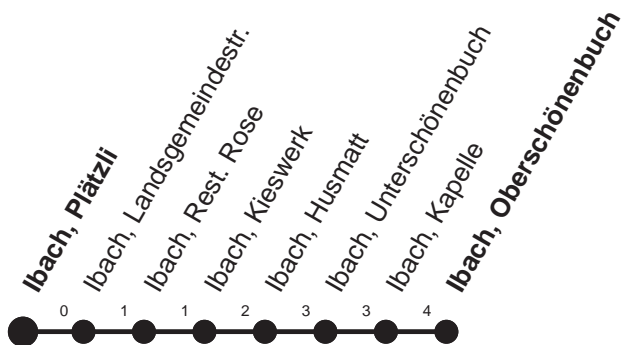 Ibach, Plätzli
Ibach, Landsgemeindestr.
Ibach, Rest. Rose
Ibach, Kieswerk
Ibach, Husmatt
Ibach, Unterschönenbuch
Ibach, Kapelle
Ibach, Oberschönenbuch
0 1 1 2 3 3 4